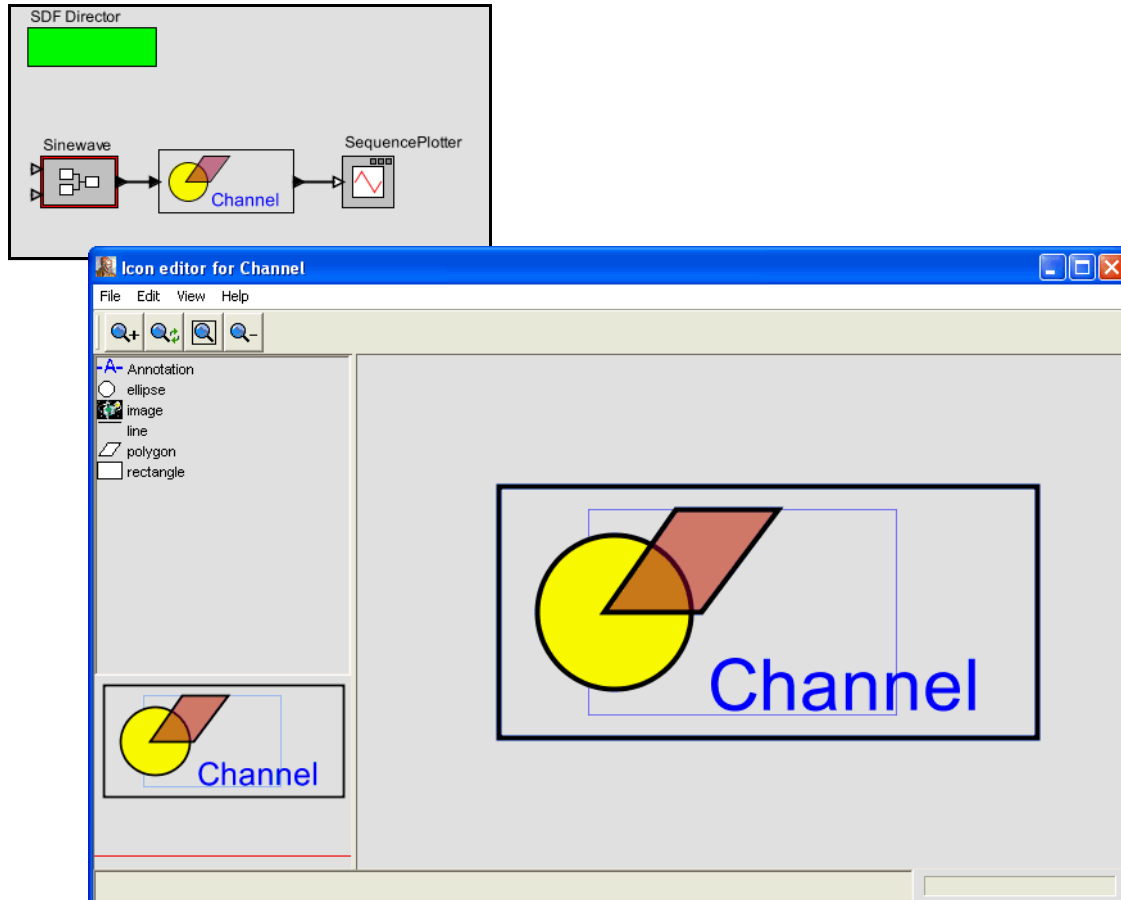 SDF Director
Sinewave
SequencePlotter
Channel
Icon editor for Channel
File Edit View Help
-A- Annotation
ellipse
image
line
polygon
rectangle
Channel
Channel